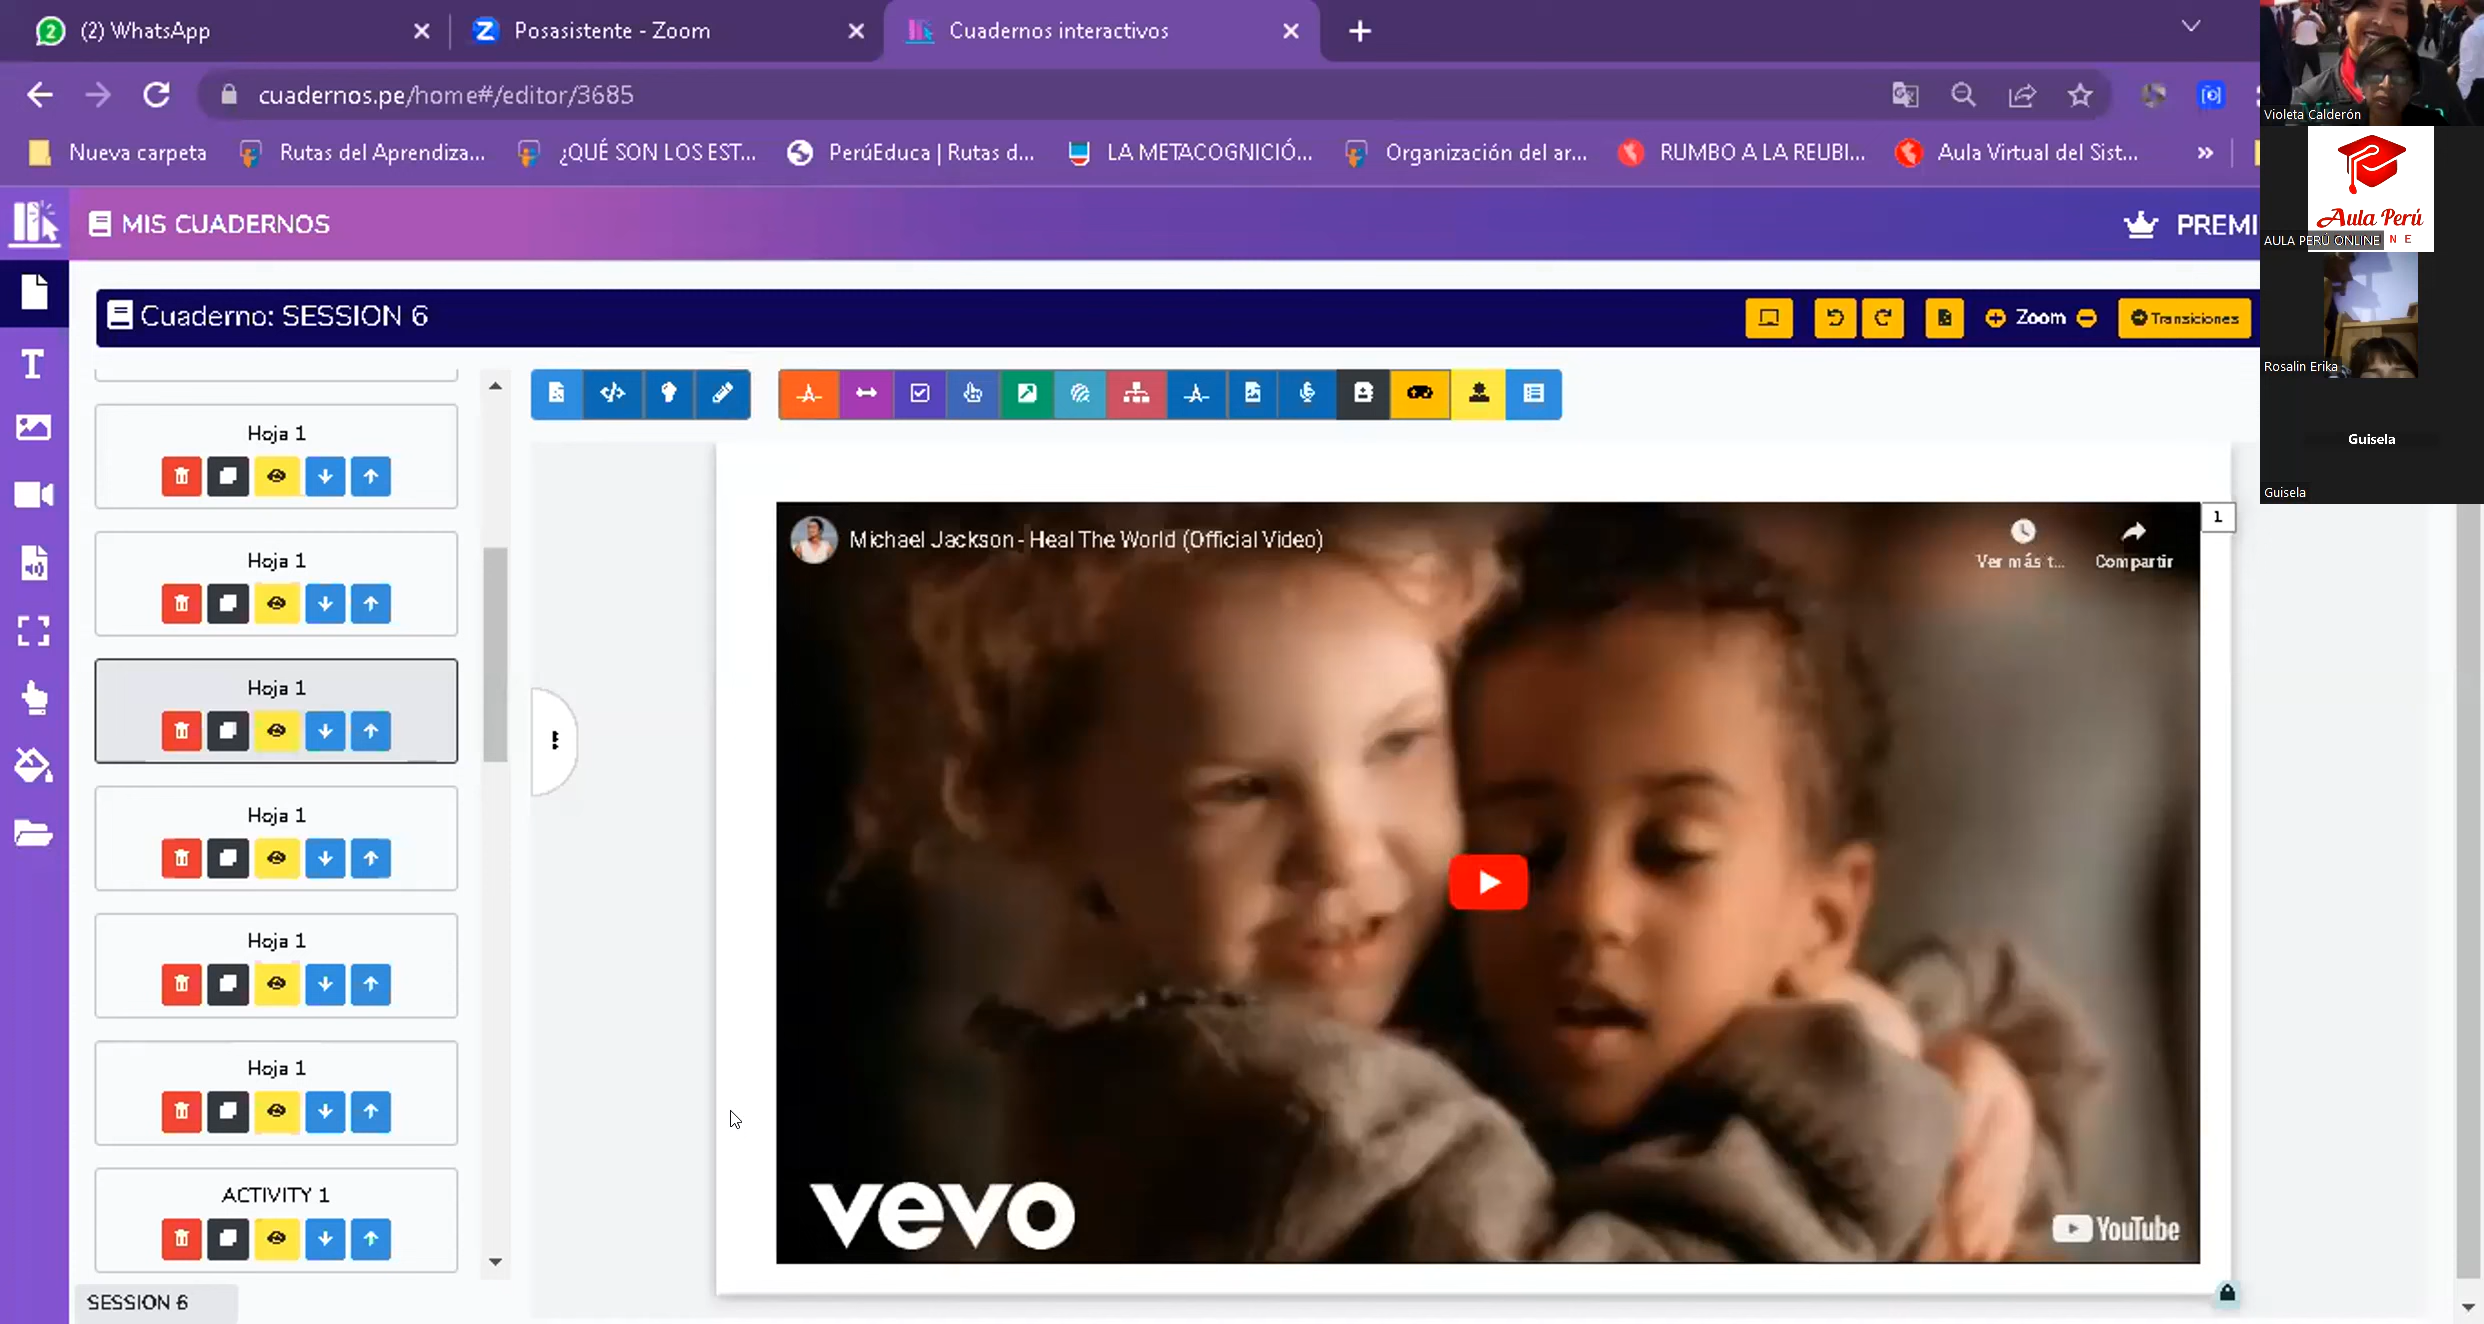 (2) WhatsApp
Posasistente - Zoom
Cuadernos interactivos
cuadernos.pe/home#/editor/3685
Nueva carpeta
Rutas del Aprendiza...
¿QUÉ SON LOS EST...
PerúEduca | Rutas d...
LA METACOGNICIÓ...
Organización del ar...
RUMBO A LA REUBI...
Aula Virtual del Sist...
MIS CUADERNOS
PREMI
Cuaderno: SESSION 6
Zoom
Transiciones
Hoja 1
Hoja 1
Hoja 1
Hoja 1
Hoja 1
Hoja 1
ACTIVITY 1
SESSION 6
Michael Jackson - Heal The World (Official Video)
Ver más t...
Compartir
1
vevo
YouTube
Violeta Calderón
Aula Perú
AULA PERÚ ONLINE
N E
Rosalin Erika
Guisela
Guisela